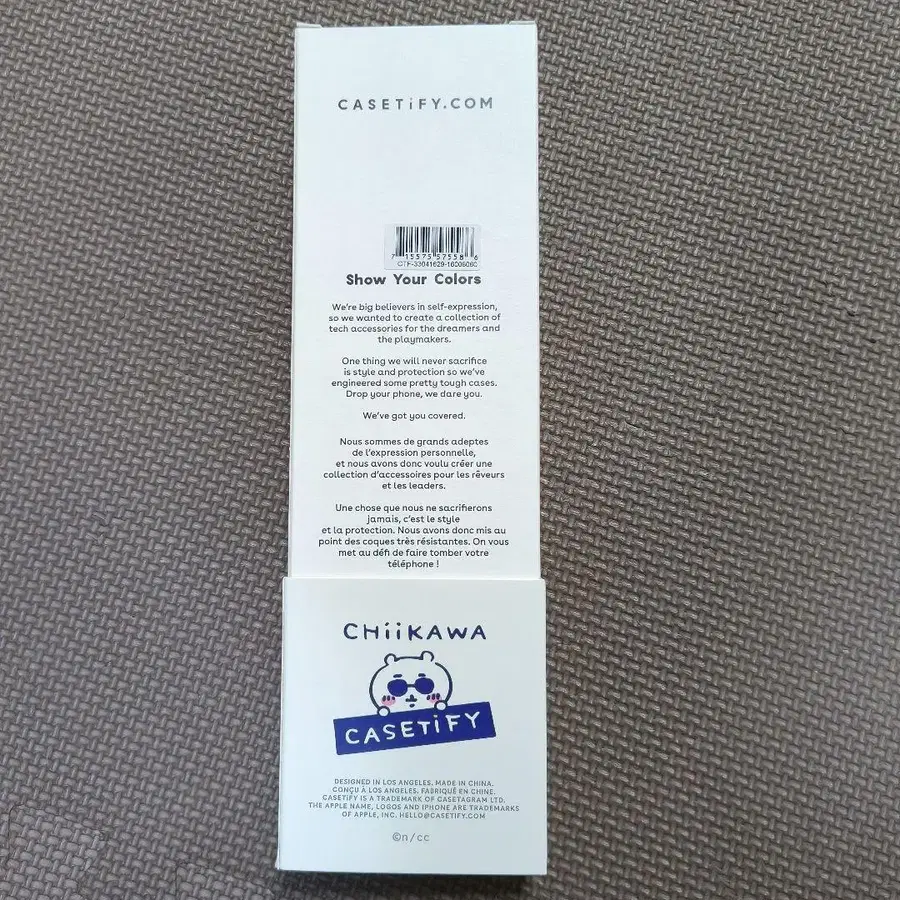 CASETiFY.COM
7 15575 57558 6
CTF-33041629-16006060
Show Your Colors
We're big believers in self-expression,
so we wanted to create a collection of
tech accessories for the dreamers and
the playmakers.
One thing we will never sacrifice
is style and protection so we've
engineered some pretty tough cases.
Drop your phone, we dare you.
We've got you covered.
Nous sommes de grands adeptes
de l'expression personnelle,
et nous avons donc voulu créer une
collection d'accessoires pour les rêveurs
et les leaders.
Une chose que nous ne sacrifierons
jamais, c'est le style
et la protection. Nous avons donc mis au
point des coques très résistantes. On vous
met au défi de faire tomber votre
téléphone !
CHiiKAWA
CASETiFY
DESIGNED IN LOS ANGELES. MADE IN CHINA.
CONÇU À LOS ANGELES. FABRIQUÉ EN CHINE.
CASETiFY IS A TRADEMARK OF CASETAGRAM LTD.
THE APPLE NAME, LOGOS AND IPHONE ARE TRADEMARKS
OF APPLE, INC. HELLO@CASETIFY.COM
©n/cc